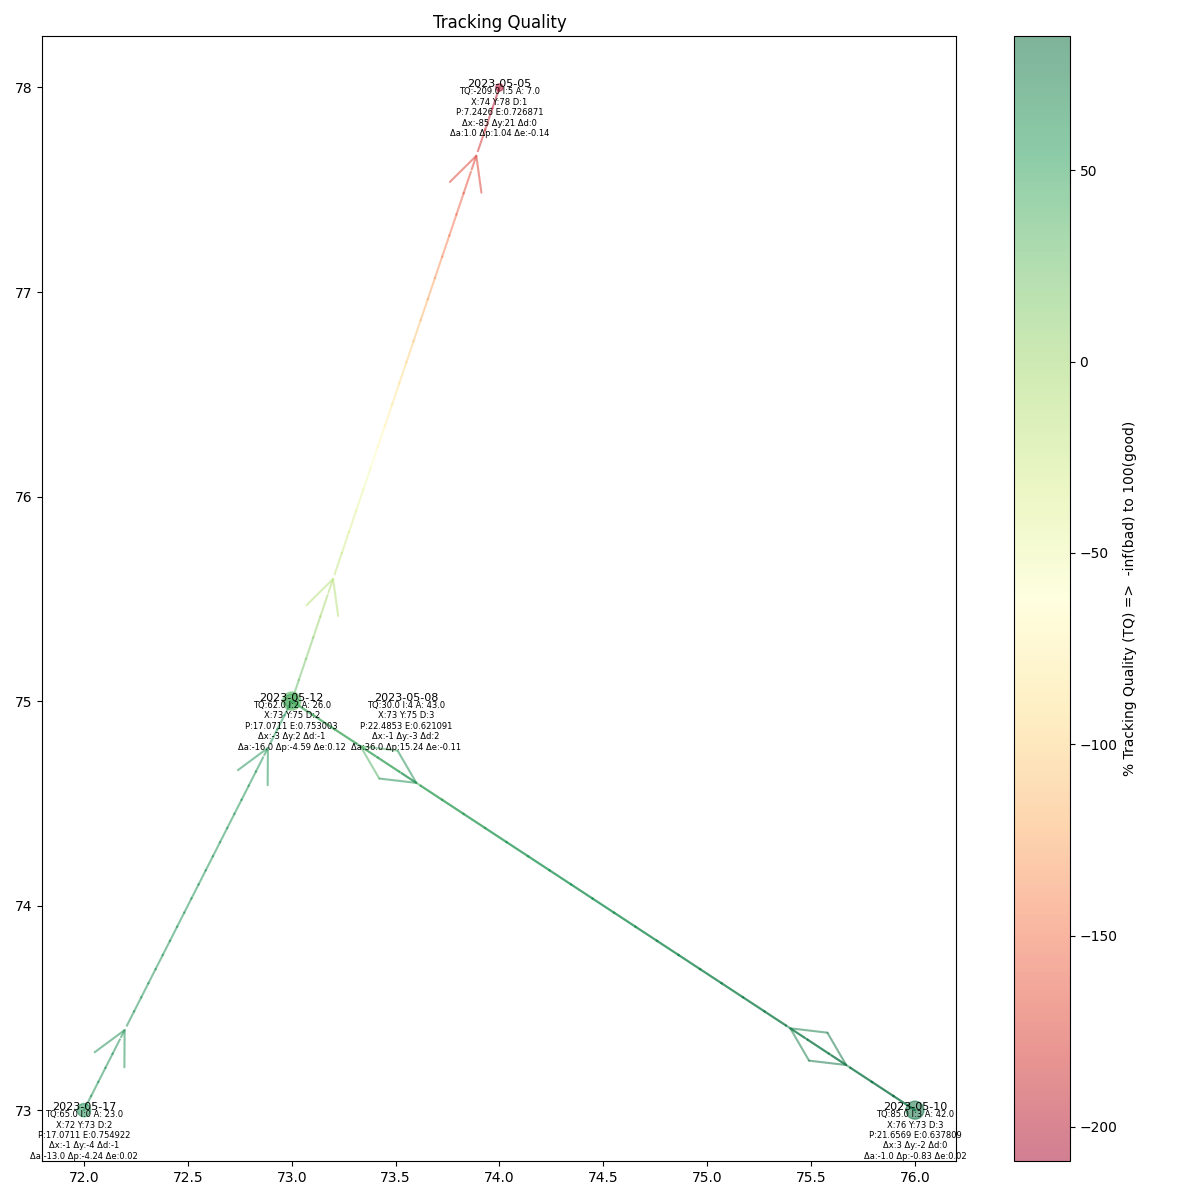 Tracking Quality
78
77
76
75
74
73
2023-05-05
TQ:-209.0 I:5 A: 7.0
X:74 Y:78 D:1
P:7.2426 E:0.726871
Δx:-85 Δy:21 Δd:0
Δa:1.0 Δp:1.04 Δe:-0.14
2023-05-12
TQ:62.0 I:2 A: 26.0
X:73 Y:75 D:2
P:17.0711 E:0.753003
Δx:-3 Δy:2 Δd:-1
Δa:-16.0 Δp:-4.59 Δe:0.12
2023-05-08
TQ:30.0 I:4 A: 43.0
X:73 Y:75 D:3
P:22.4853 E:0.621091
Δx:-1 Δy:-3 Δd:2
Δa:36.0 Δp:15.24 Δe:-0.11
2023-05-17
TQ:65.0 I:0 A: 23.0
X:72 Y:73 D:2
P:17.0711 E:0.754922
Δx:-1 Δy:-4 Δd:-1
Δa:-13.0 Δp:-4.24 Δe:0.02
2023-05-10
TQ:85.0 I:3 A: 42.0
X:76 Y:73 D:3
P:21.6569 E:0.637809
Δx:3 Δy:-2 Δd:0
Δa:-1.0 Δp:-0.83 Δe:0.02
72.0 72.5 73.0 73.5 74.0 74.5 75.0 75.5 76.0
50
0
−50
−100
−150
−200
% Tracking Quality (TQ) =>  -inf(bad) to 100(good)